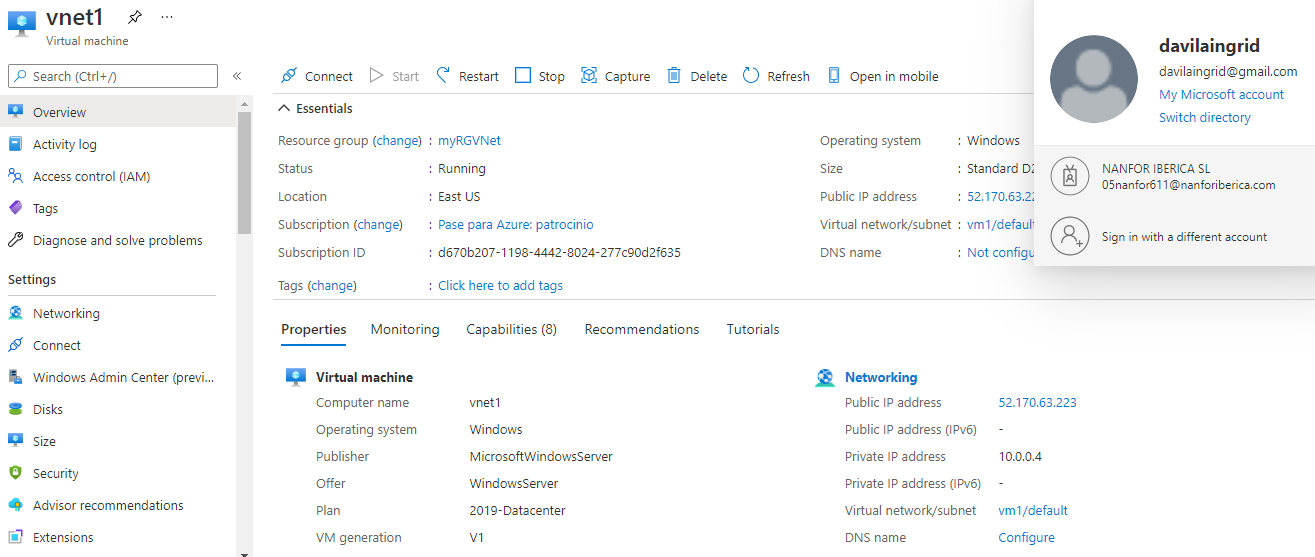 vnet1
Virtual machine
Search (Ctrl+/)
Overview
Activity log
Access control (IAM)
Tags
Diagnose and solve problems
Settings
Networking
Connect
Windows Admin Center (previ...
Disks
Size
Security
Advisor recommendations
Extensions
Connect Start Restart Stop Capture Delete Refresh Open in mobile
Essentials
Resource group (change) : myRGVNet
Status : Running
Location : East US
Subscription (change) : Pase para Azure: patrocinio
Subscription ID : d670b207-1198-4442-8024-277c90d2f635
Tags (change) : Click here to add tags
Operating system : Windows
Size : Standard D2
Public IP address : 52.170.63
Virtual network/subnet : vm1/default
DNS name : Not configu
davilaingrid
davilaingrid@gmail.com
My Microsoft account
Switch directory
NANFOR IBERICA SL
05nanfor611@nanforiberica.com
Sign in with a different account
Properties Monitoring Capabilities (8) Recommendations Tutorials
Virtual machine
Computer name vnet1
Operating system Windows
Publisher MicrosoftWindowsServer
Offer WindowsServer
Plan 2019-Datacenter
VM generation V1
Networking
Public IP address 52.170.63.223
Public IP address (IPv6) -
Private IP address 10.0.0.4
Private IP address (IPv6) -
Virtual network/subnet vm1/default
DNS name Configure